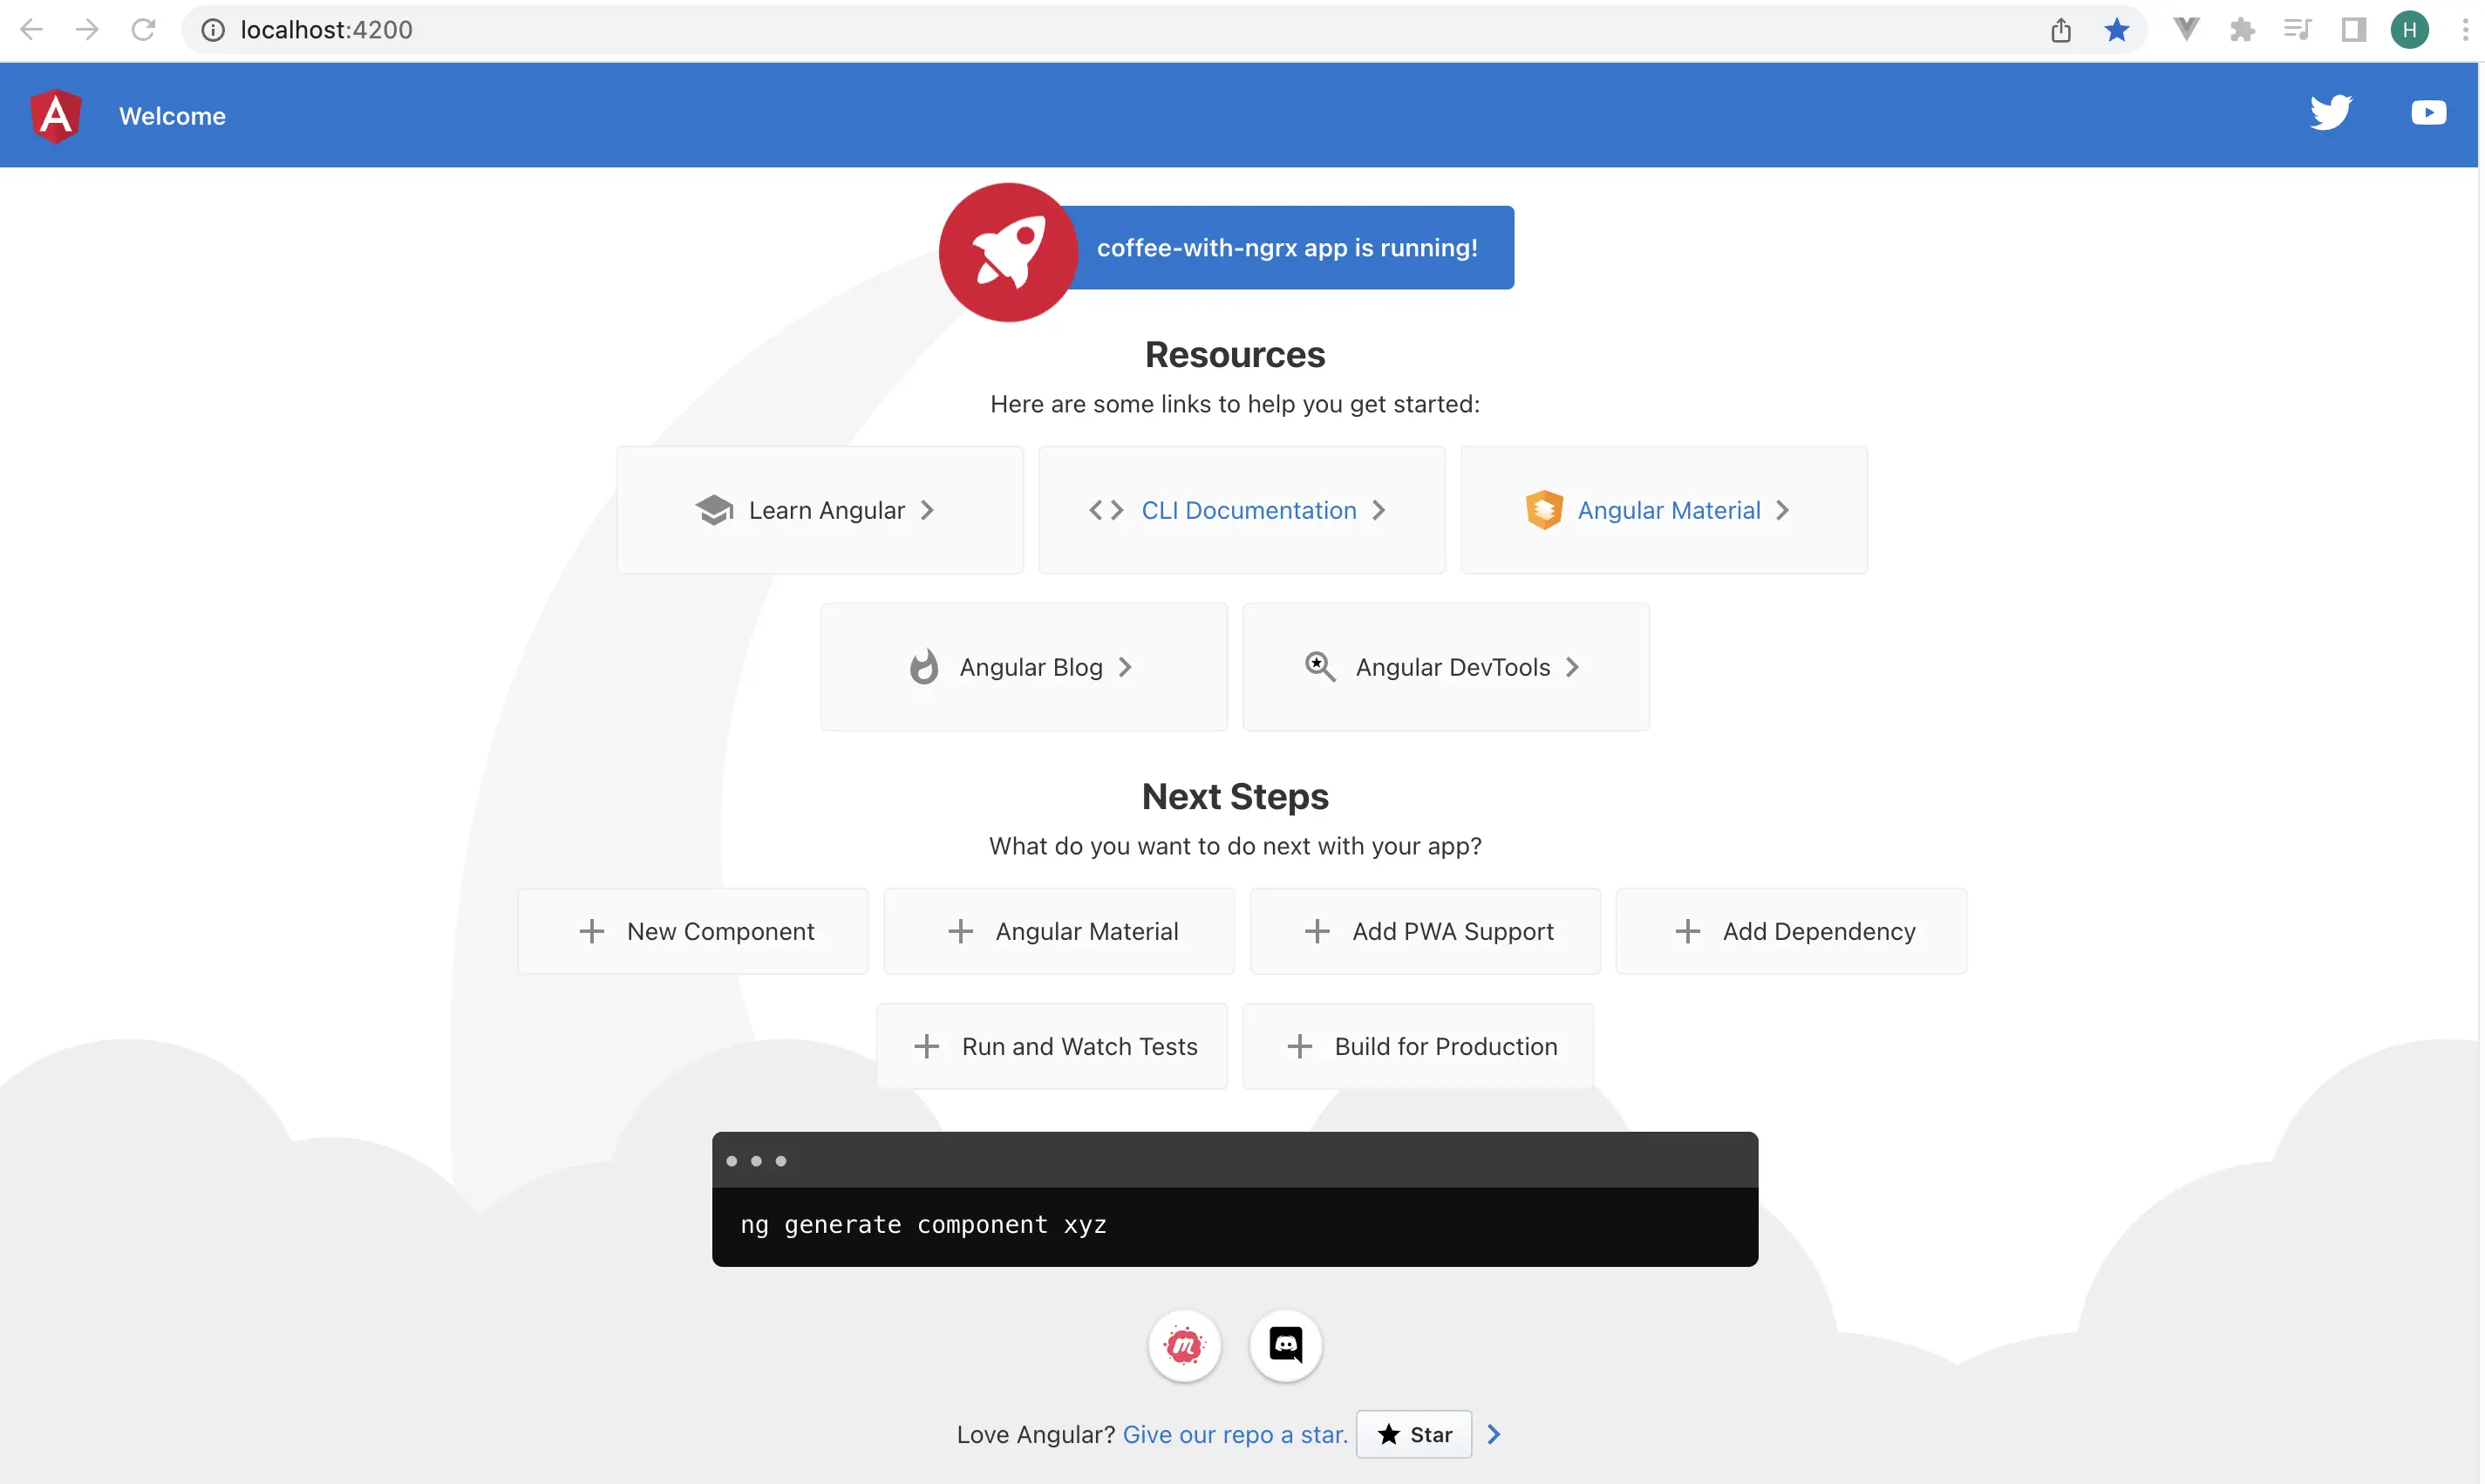 localhost:4200
H
Welcome
coffee-with-ngrx app is running!
Resources
Here are some links to help you get started:
Learn Angular
CLI Documentation
Angular Material
Angular Blog
Angular DevTools
Next Steps
What do you want to do next with your app?
New Component
Angular Material
Add PWA Support
Add Dependency
Run and Watch Tests
Build for Production
ng generate component xyz
Love Angular? Give our repo a star. Star